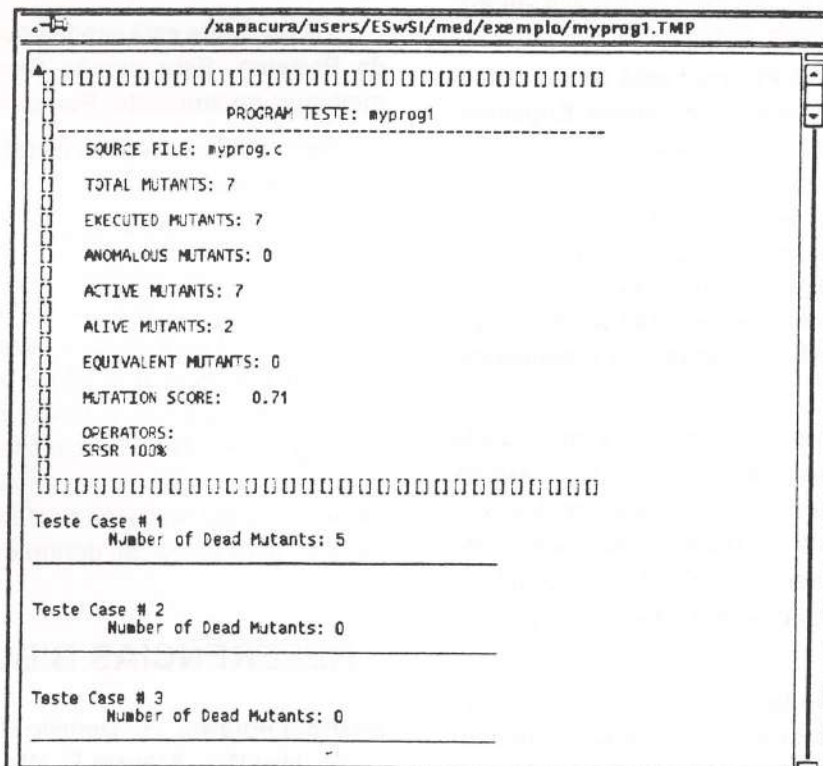 /xapacura/users/ESwSI/med/exemplo/myprog1.TMP
[] [] [] [] [] [] [] [] [] [] [] [] [] [] [] [] [] [] [] [] [] [] [] [] [] [] [] [] [] []
[]
[] PROGRAM TESTE: myprog1
[]------------------------------------------------------------
[] SOURCE FILE: myprog.c
[]
[] TOTAL MUTANTS: 7
[]
[] EXECUTED MUTANTS: 7
[]
[] ANOMALOUS MUTANTS: 0
[]
[] ACTIVE MUTANTS: 7
[]
[] ALIVE MUTANTS: 2
[]
[] EQUIVALENT MUTANTS: 0
[]
[] MUTATION SCORE: 0.71
[]
[] OPERATORS:
[] SRSR 100%
[]
[] [] [] [] [] [] [] [] [] [] [] [] [] [] [] [] [] [] [] [] [] [] [] [] [] [] [] [] [] []
Teste Case # 1
Number of Dead Mutants: 5
Teste Case # 2
Number of Dead Mutants: 0
Teste Case # 3
Number of Dead Mutants: 0